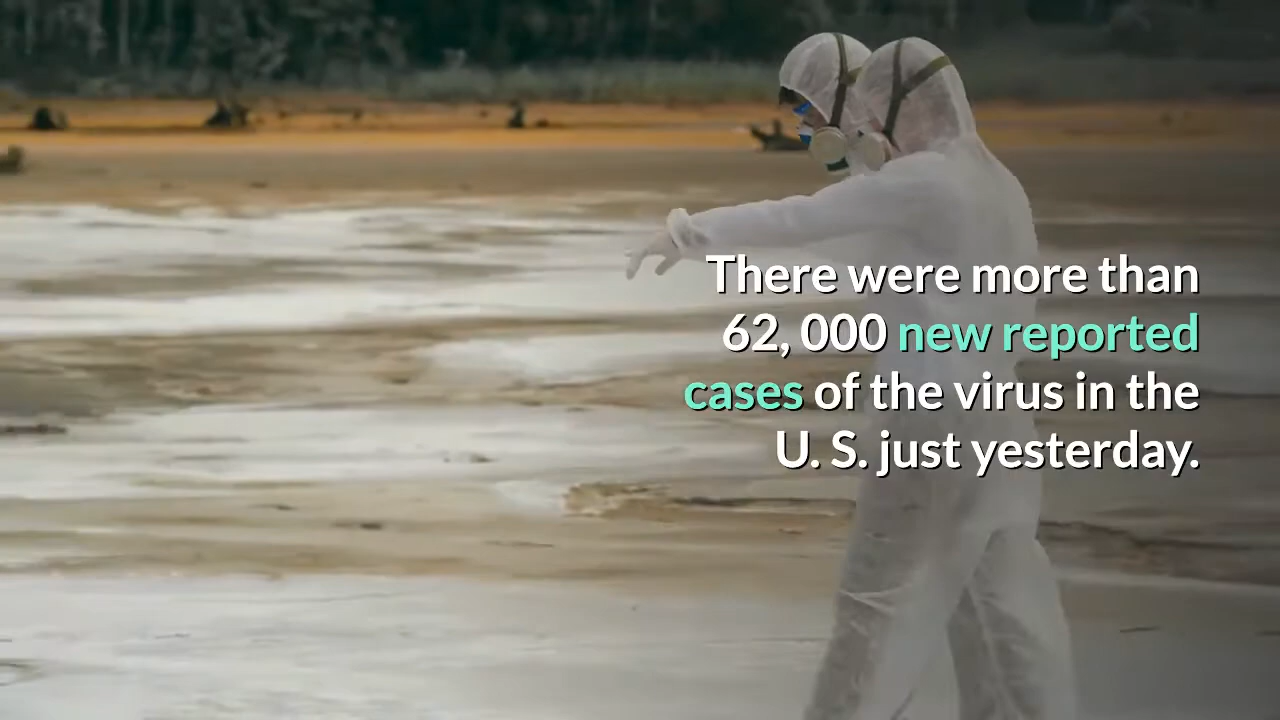 There were more than
62, 000 new reported
cases of the virus in the
U. S. just yesterday.